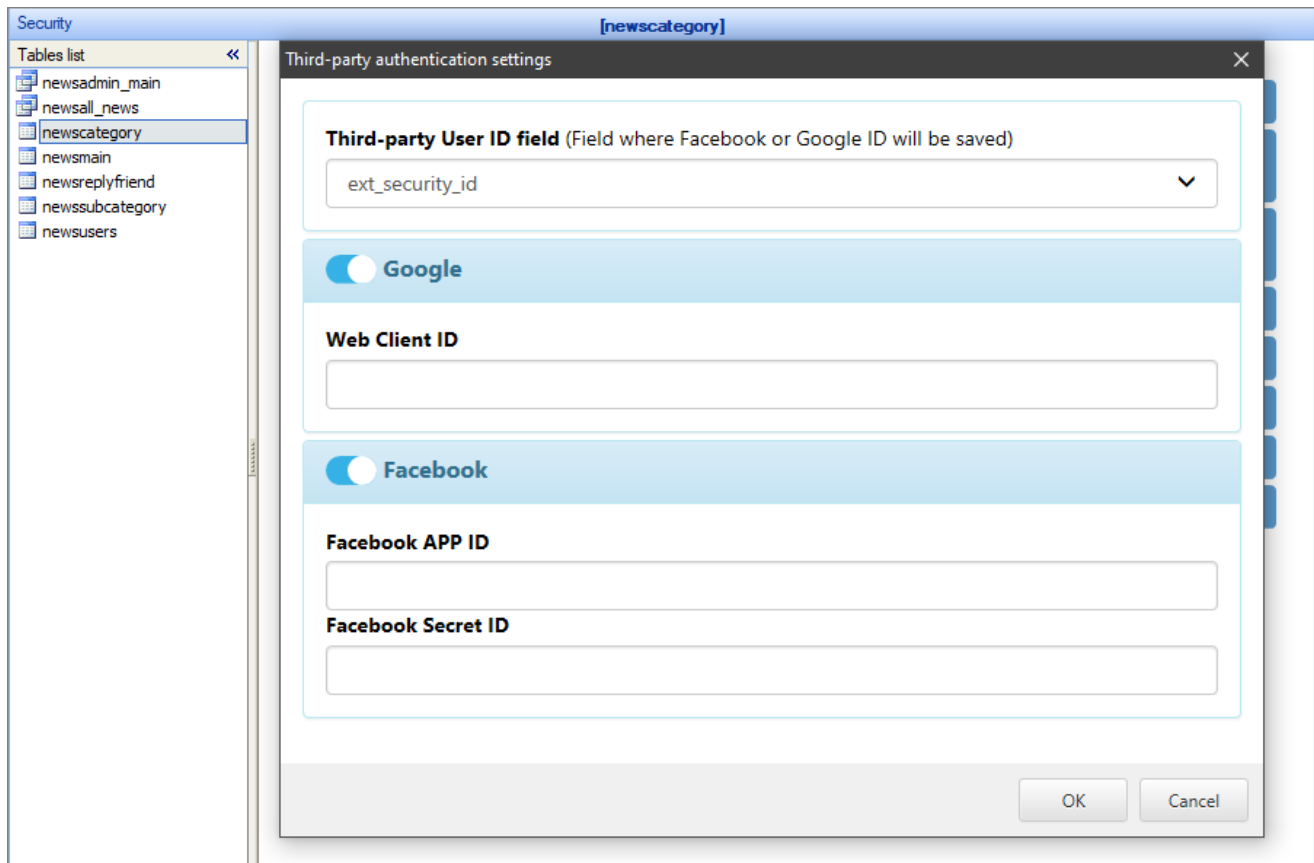 Security
[newscategory]
Tables list
newsadmin_main
newsall_news
newscategory
newsmain
newsreplyfriend
newssubcategory
newsusers
Third-party authentication settings
Third-party User ID field (Field where Facebook or Google ID will be saved)
ext_security_id
Google
Web Client ID
Facebook
Facebook APP ID
Facebook Secret ID
OK Cancel